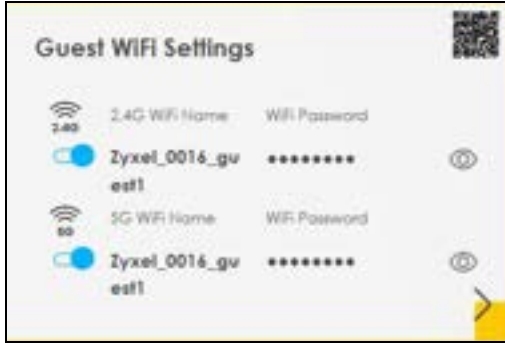 Guest WiFi Settings
2.4G
2.4G WiFi Name WiFi Password
Zyxel_0016_gu ••••••••
est1
5G
5G WiFi Name WiFi Password
Zyxel_0016_gu ••••••••
est1